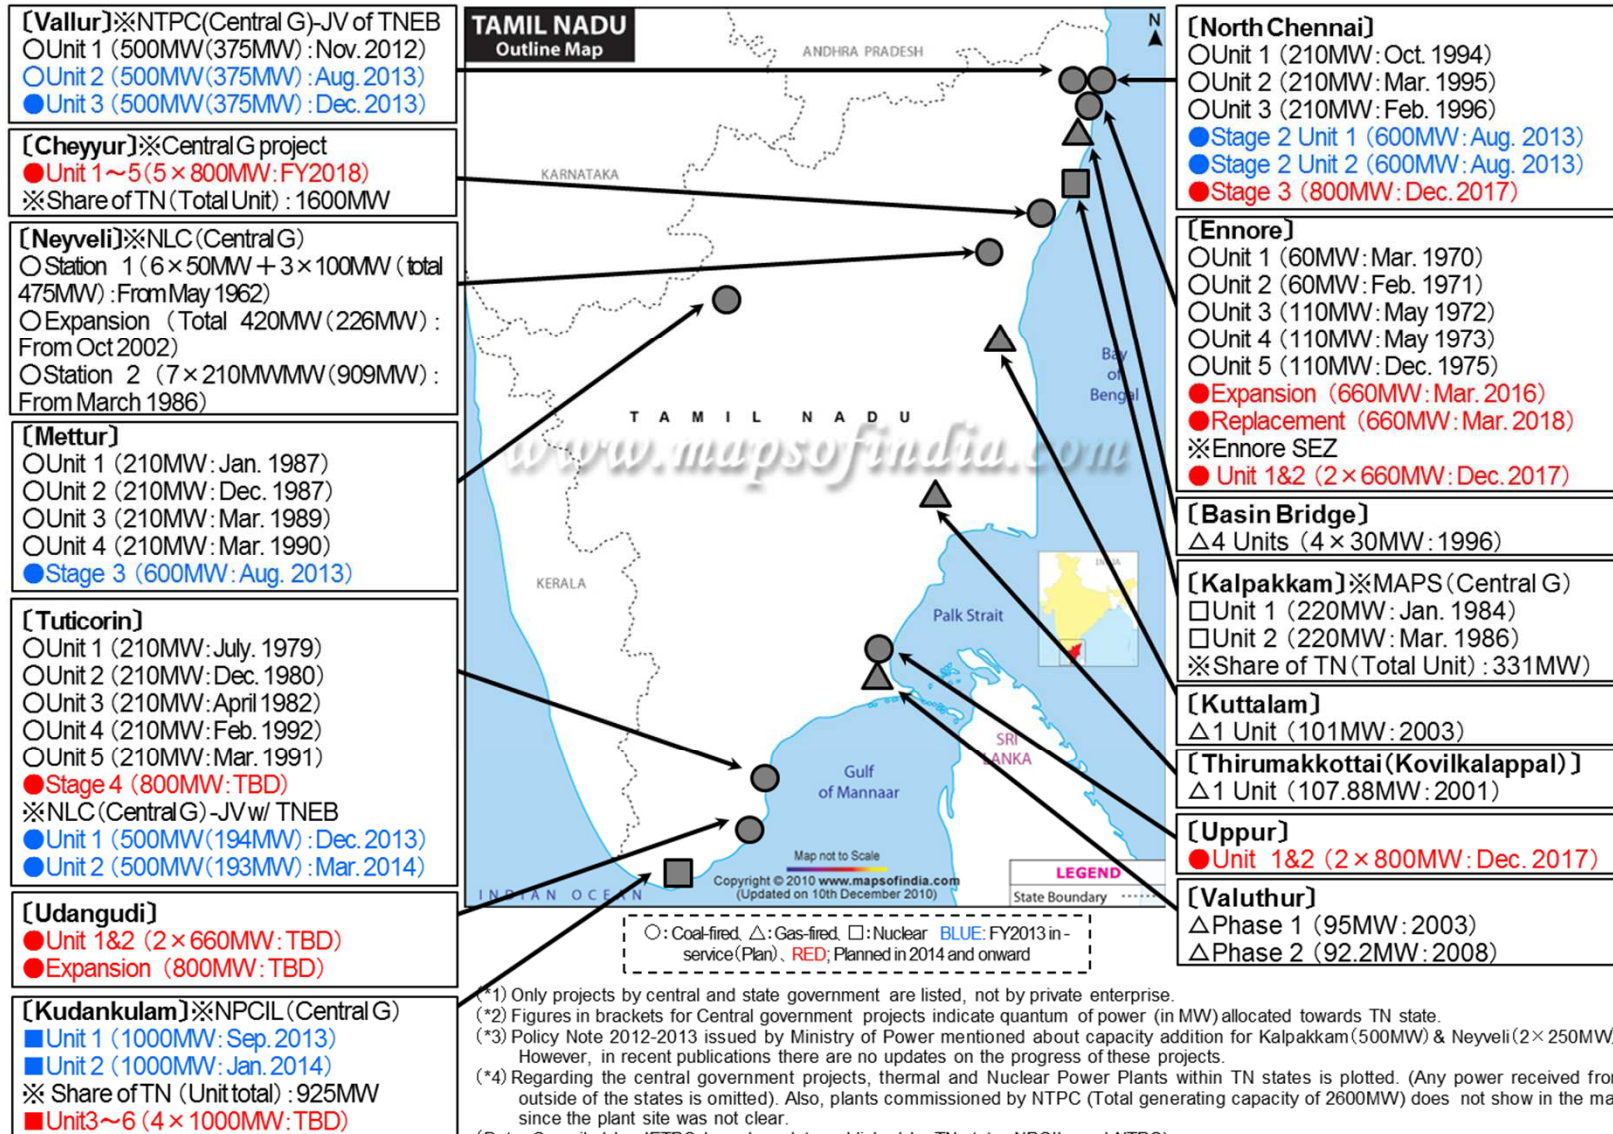 〔Vallur〕※NTPC(Central G)-JV of TNEB
○Unit 1 (500MW(375MW) : Nov. 2012)
○Unit 2 (500MW(375MW) : Aug. 2013)
●Unit 3 (500MW(375MW) : Dec. 2013)
〔Cheyyur〕※Central G project
●Unit 1～5(5×800MW:FY2018)
※Share of TN (Total Unit) : 1600MW
〔Neyveli〕※NLC(Central G)
○Station 1 (6×50MW＋3×100MW (total
475MW) : From May 1962)
○Expansion (Total 420MW(226MW) :
From Oct 2002)
○Station 2 (7×210MWMW(909MW) :
From March 1986)
〔Mettur〕
○Unit 1 (210MW: Jan. 1987)
○Unit 2 (210MW: Dec. 1987)
○Unit 3 (210MW: Mar. 1989)
○Unit 4 (210MW: Mar. 1990)
●Stage 3 (600MW: Aug. 2013)
〔Tuticorin〕
○Unit 1 (210MW: July. 1979)
○Unit 2 (210MW: Dec. 1980)
○Unit 3 (210MW: April 1982)
○Unit 4 (210MW: Feb. 1992)
○Unit 5 (210MW: Mar. 1991)
●Stage 4 (800MW: TBD)
※NLC(Central G)-JV w/ TNEB
●Unit 1 (500MW(194MW) : Dec. 2013)
●Unit 2 (500MW(193MW) : Mar. 2014)
〔Udangudi〕
●Unit 1&2 (2×660MW: TBD)
●Expansion (800MW: TBD)
〔Kudankulam〕※NPCIL(Central G)
■Unit 1 (1000MW: Sep. 2013)
■Unit 2 (1000MW: Jan. 2014)
※ Share of TN (Unit total) : 925MW
■Unit3～6 (4×1000MW: TBD)
TAMIL NADU
Outline Map
N
ANDHRA PRADESH
KARNATAKA
Bay
of
Bengal
TAMIL NADU
www.mapsofindia.com
KERALA
INDIA
Palk Strait
SRI
LANKA
Gulf
of Mannaar
INDIAN OCEAN
Map not to Scale
Copyright © 2010 www.mapsofindia.com
(Updated on 10th December 2010)
LEGEND
State Boundary
〔North Chennai〕
○Unit 1 (210MW: Oct. 1994)
○Unit 2 (210MW: Mar. 1995)
○Unit 3 (210MW: Feb. 1996)
●Stage 2 Unit 1 (600MW: Aug. 2013)
●Stage 2 Unit 2 (600MW: Aug. 2013)
●Stage 3 (800MW: Dec. 2017)
〔Ennore〕
○Unit 1 (60MW: Mar. 1970)
○Unit 2 (60MW: Feb. 1971)
○Unit 3 (110MW: May 1972)
○Unit 4 (110MW: May 1973)
○Unit 5 (110MW: Dec. 1975)
●Expansion (660MW: Mar. 2016)
●Replacement (660MW: Mar. 2018)
※Ennore SEZ
● Unit 1&2 (2×660MW: Dec. 2017)
〔Basin Bridge〕
△4 Units (4×30MW: 1996)
〔Kalpakkam〕※MAPS (Central G)
□Unit 1 (220MW: Jan. 1984)
□Unit 2 (220MW: Mar. 1986)
※Share of TN (Total Unit) : 331MW)
〔Kuttalam〕
△1 Unit (101MW: 2003)
〔Thirumakkottai(Kovilkalappal)〕
△1 Unit (107.88MW: 2001)
〔Uppur〕
●Unit 1&2 (2×800MW: Dec. 2017)
〔Valuthur〕
△Phase 1 (95MW: 2003)
△Phase 2 (92.2MW: 2008)
○: Coal-fired, △: Gas-fired, □: Nuclear BLUE: FY2013 in -
service (Plan)、RED; Planned in 2014 and onward
(*1) Only projects by central and state government are listed, not by private enterprise.
(*2) Figures in brackets for Central government projects indicate quantum of power (in MW) allocated towards TN state.
(*3) Policy Note 2012-2013 issued by Ministry of Power mentioned about capacity addition for Kalpakkam (500MW) & Neyveli (2×250MW)
However, in recent publications there are no updates on the progress of these projects.
(*4) Regarding the central government projects, thermal and Nuclear Power Plants within TN states is plotted. (Any power received from
outside of the states is omitted). Also, plants commissioned by NTPC (Total generating capacity of 2600MW) does not show in the ma
since the plant site was not clear.